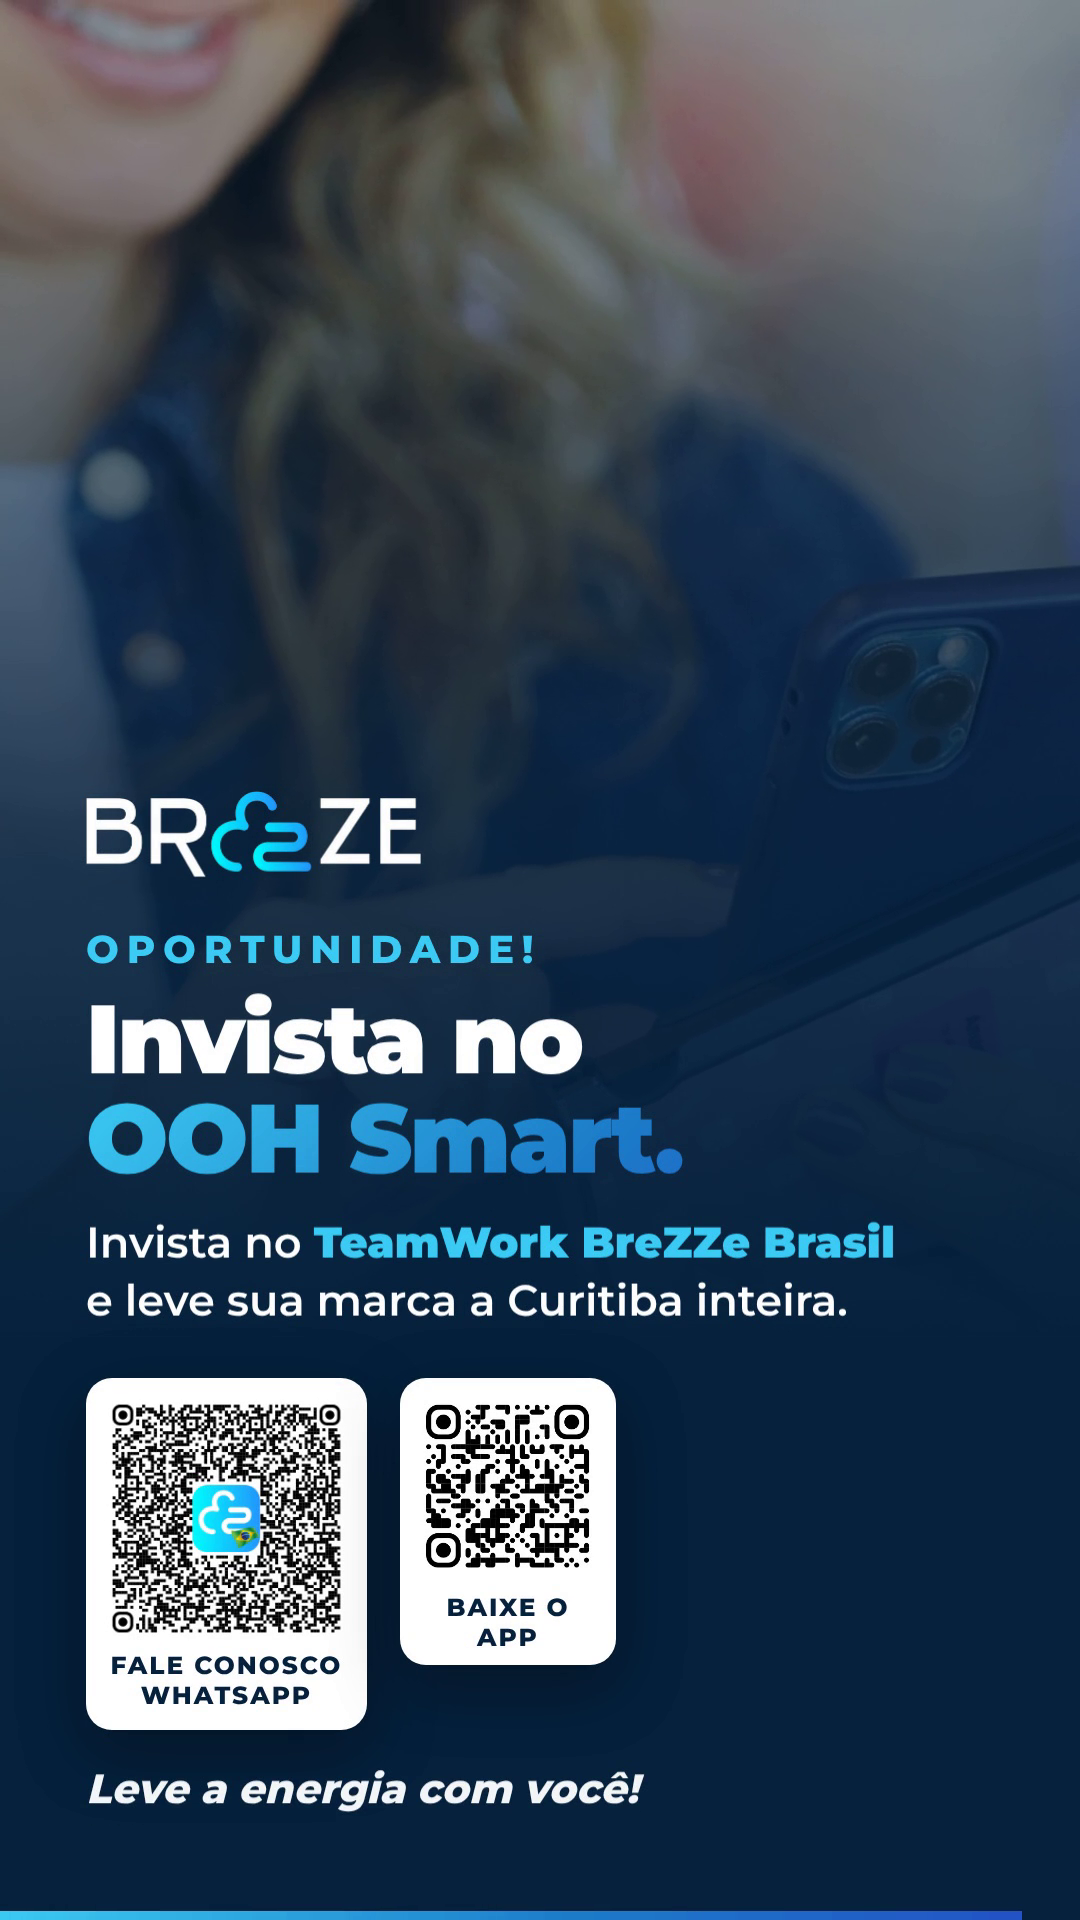 BREZE
OPORTUNIDADE!
Invista no
OOH Smart.
Invista no TeamWork BreZZe Brasil
e leve sua marca a Curitiba inteira.
FALE CONOSCO
WHATSAPP
BAIXE O
APP
Leve a energia com você!